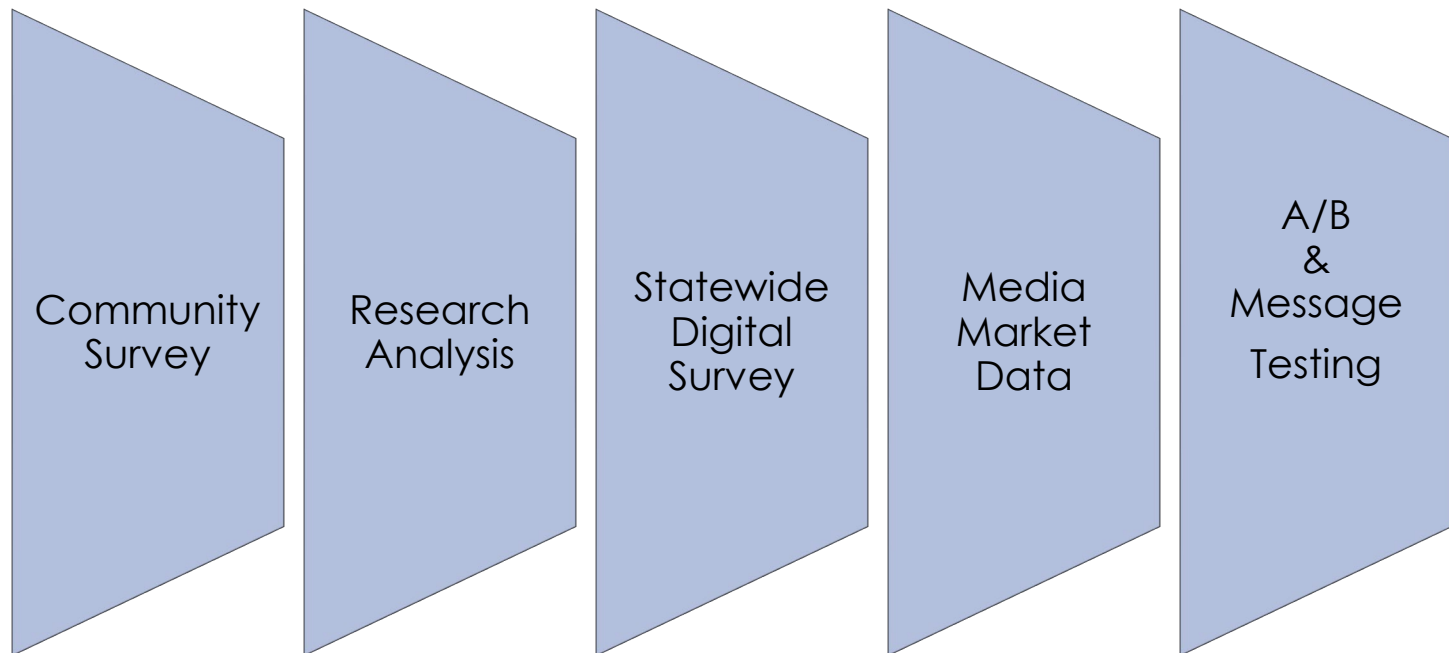 Community
Survey
Research
Analysis
Statewide
Digital
Survey
Media
Market
Data
A/B
&
Message
Testing